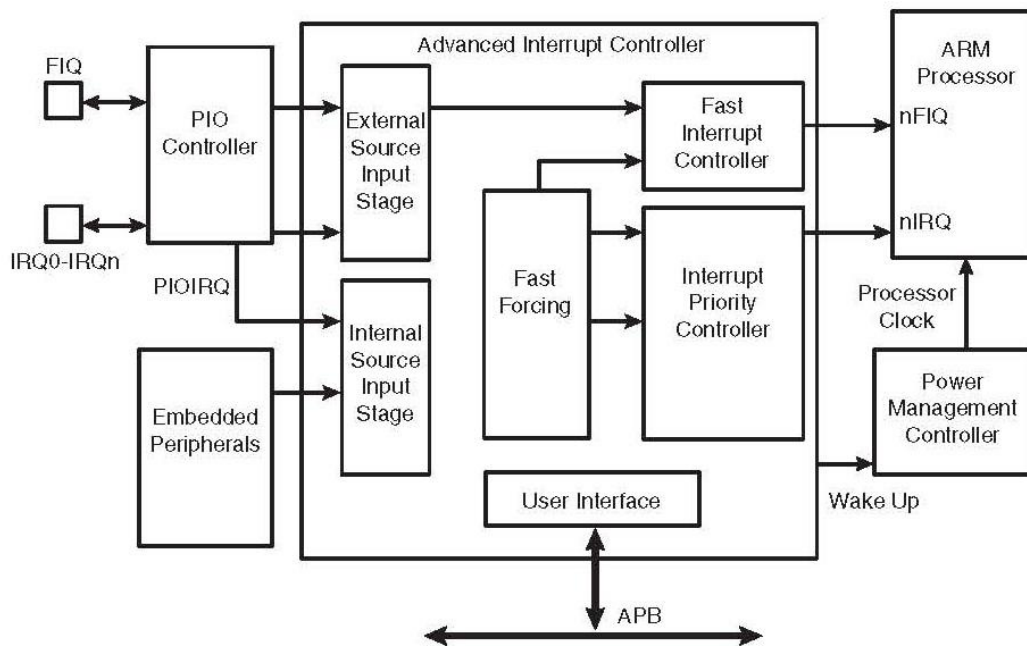 Advanced Interrupt Controller
FIQ
PIO
Controller
IRQ0-IRQn
PIOIRQ
Embedded
Peripherals
External
Source
Input
Stage
Internal
Source
Input
Stage
Fast
Forcing
Fast
Interrupt
Controller
Interrupt
Priority
Controller
User Interface
APB
ARM
Processor
nFIQ
nIRQ
Processor
Clock
Power
Management
Controller
Wake Up